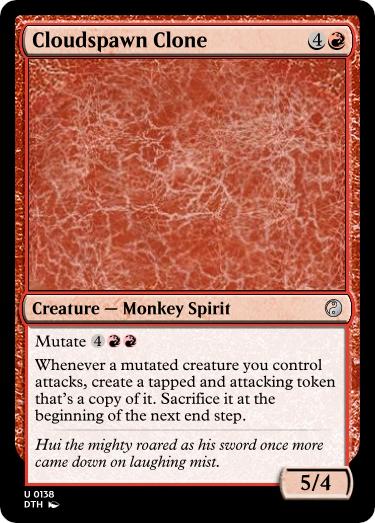 Cloudspawn Clone 4
Creature — Monkey Spirit
Mutate 4
Whenever a mutated creature you control
attacks, create a tapped and attacking token
that's a copy of it. Sacrifice it at the
beginning of the next end step.
Hui the mighty roared as his sword once more
came down on laughing mist.
5/4
U 0138
DTH